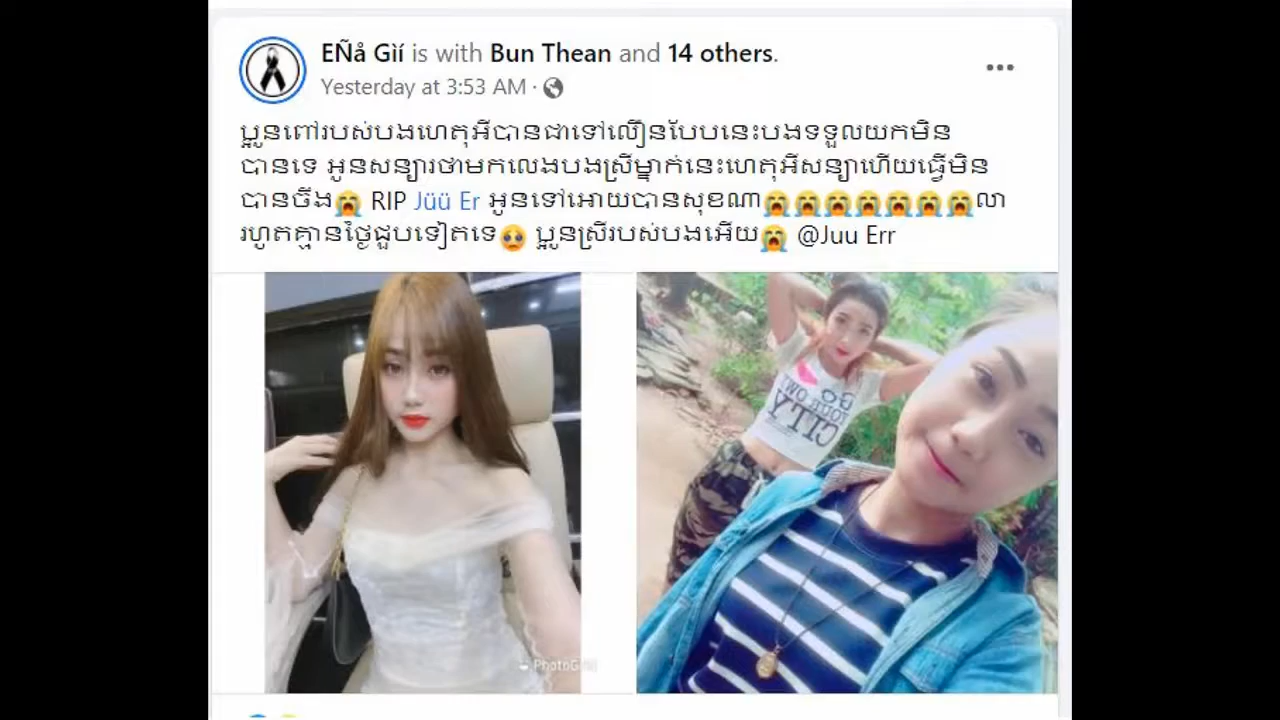 EÑå Gìí is with Bun Thean and 14 others.
Yesterday at 3:53 AM ·
ប្អូនពៅរបស់បងហេតុអីបានជាទៅលឿនបែបនេះបងទទួលយកមិន
បានទេ អូនសន្យារថាមកលេងបងស្រីម្នាក់នេះហេតុអីសន្យាហើយធ្វើមិន
បានចឹង😭 RIP Jüü Er អូនទៅអោយបានសុខណា😭😭😭😭😭😭😭លា
រហូតគ្មានថ្ងៃជួបទៀតទេ🥺 ប្អូនស្រីរបស់បងអើយ😭 @Juu Err
YOUR OWN
CITY